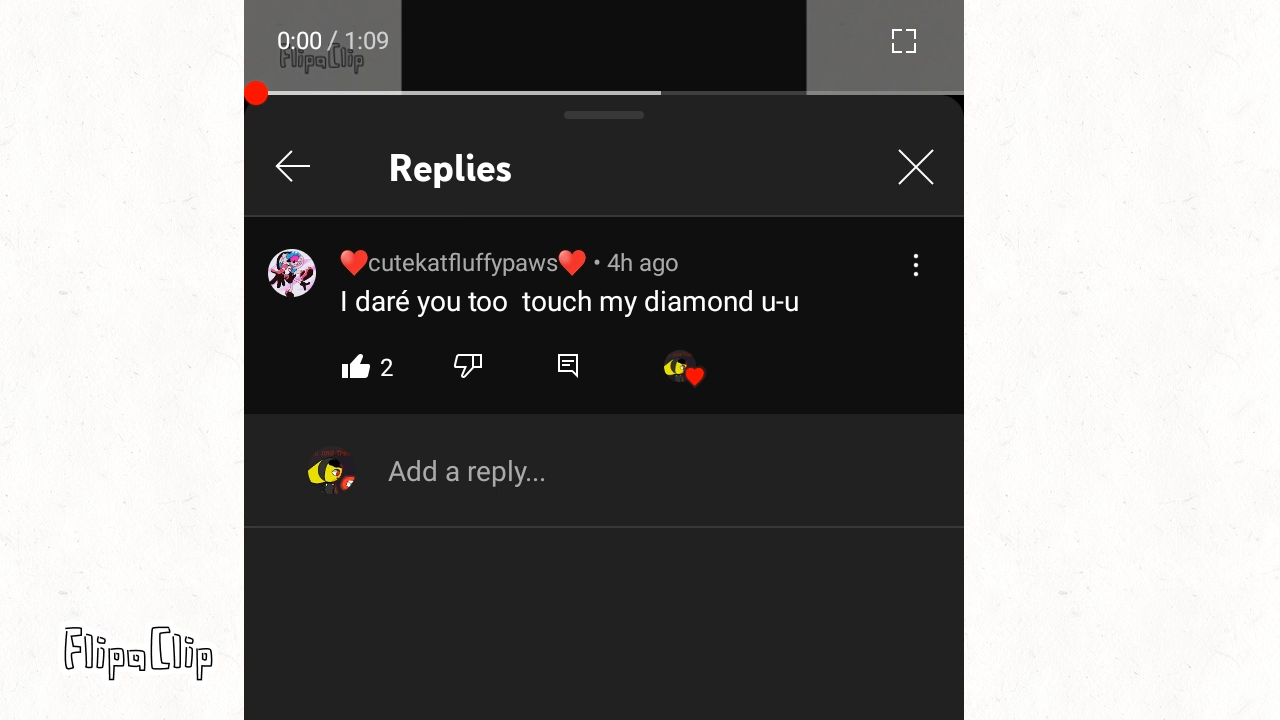 0:00 / 1:09
FlipaClip
Replies
❤️cutekatfluffypaws❤️ • 4h ago
I daré you too  touch my diamond u-u
2
Add a reply...
FlipaClip